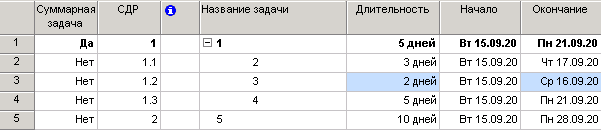 Суммарная задача СДР Название задачи Длительность Начало Окончание
1 Да 1 1 5 дней Вт 15.09.20 Пн 21.09.20
2 Нет 1.1 2 3 дней Вт 15.09.20 Чт 17.09.20
3 Нет 1.2 3 2 дней Вт 15.09.20 Ср 16.09.20
4 Нет 1.3 4 5 дней Вт 15.09.20 Пн 21.09.20
5 Нет 2 5 10 дней Вт 15.09.20 Пн 28.09.20